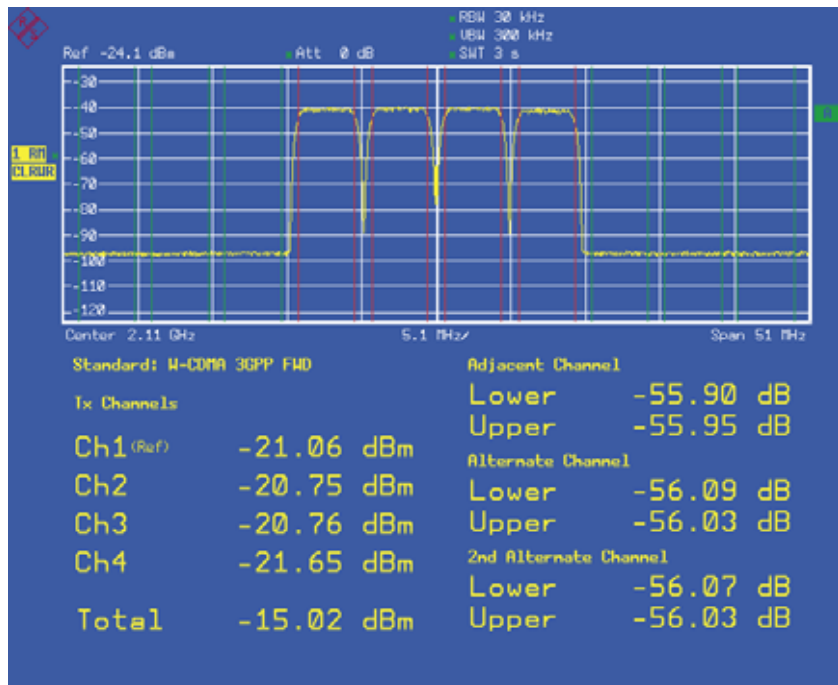 RBW 30 kHz
VBW 300 kHz
Ref -24.1 dBm Att 0 dB SWT 3 s
-30
-40
-50
1 RM
-60
CLRWR
-70
-80
-90
-100
-110
-120
A
Center 2.11 GHz 5.1 MHz/ Span 51 MHz
Standard: W-CDMA 3GPP FWD
Tx Channels
Ch1 (Ref) -21.06 dBm
Ch2 -20.75 dBm
Ch3 -20.76 dBm
Ch4 -21.65 dBm
Total -15.02 dBm
Adjacent Channel
Lower -55.90 dB
Upper -55.95 dB
Alternate Channel
Lower -56.09 dB
Upper -56.03 dB
2nd Alternate Channel
Lower -56.07 dB
Upper -56.03 dB